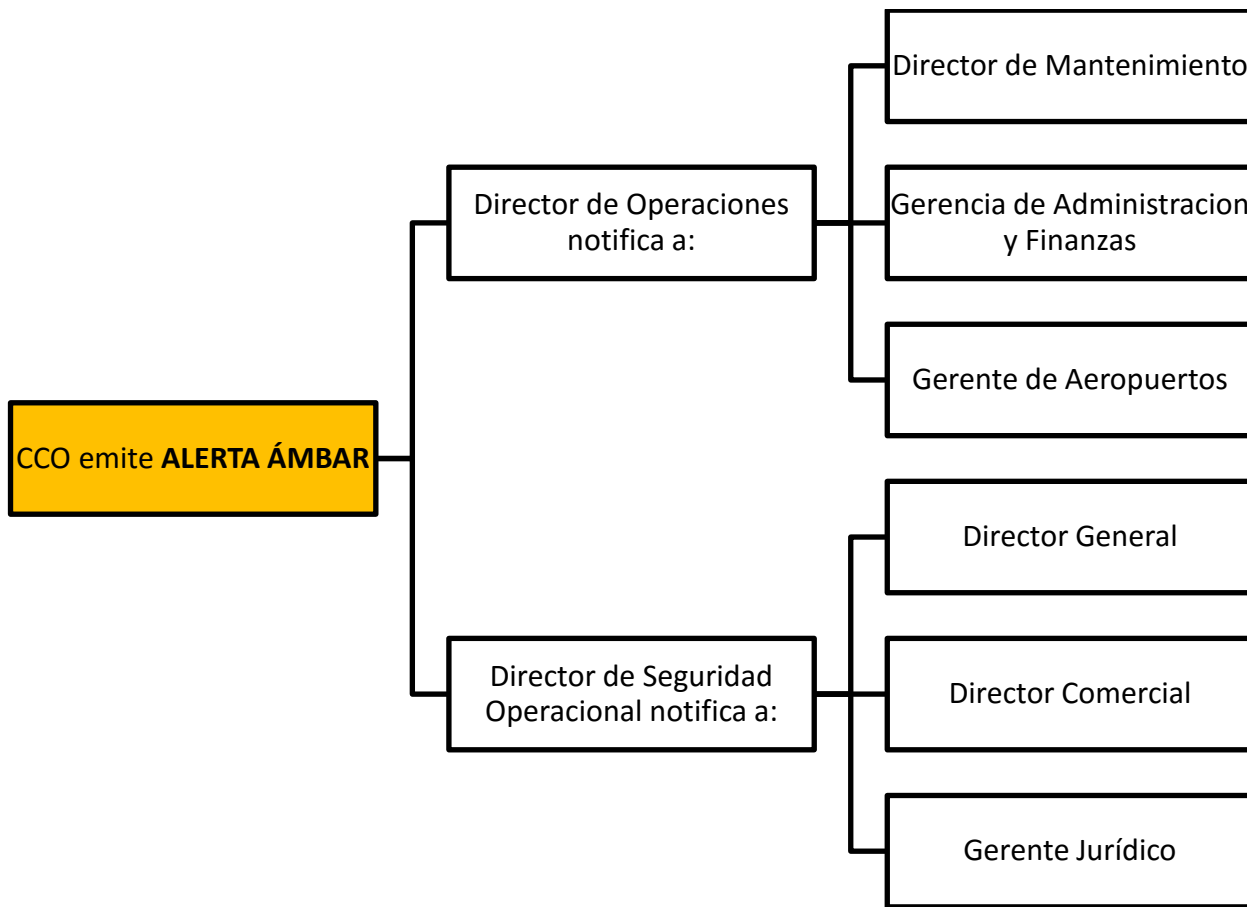 Director de Mantenimiento
Director de Operaciones
notifica a:
Gerencia de Administracion
y Finanzas
Gerente de Aeropuertos
CCO emite ALERTA ÁMBAR
Director General
Director de Seguridad
Operacional notifica a:
Director Comercial
Gerente Jurídico